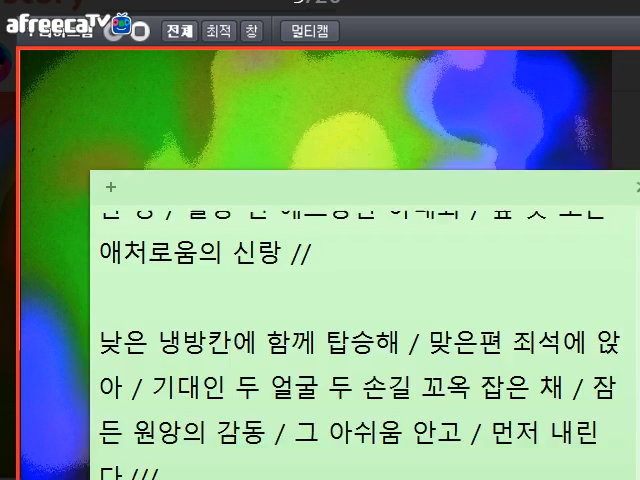 afreecaTV
전체 최적 창 멀티캠
+
애처로움의 신랑 //
낮은 냉방칸에 함께 탑승해 / 맞은편 죄석에 앉
아 / 기대인 두 얼굴 두 손길 꼬옥 잡은 채 / 잠
든 원앙의 감동 / 그 아쉬움 안고 / 먼저 내린
다 ///